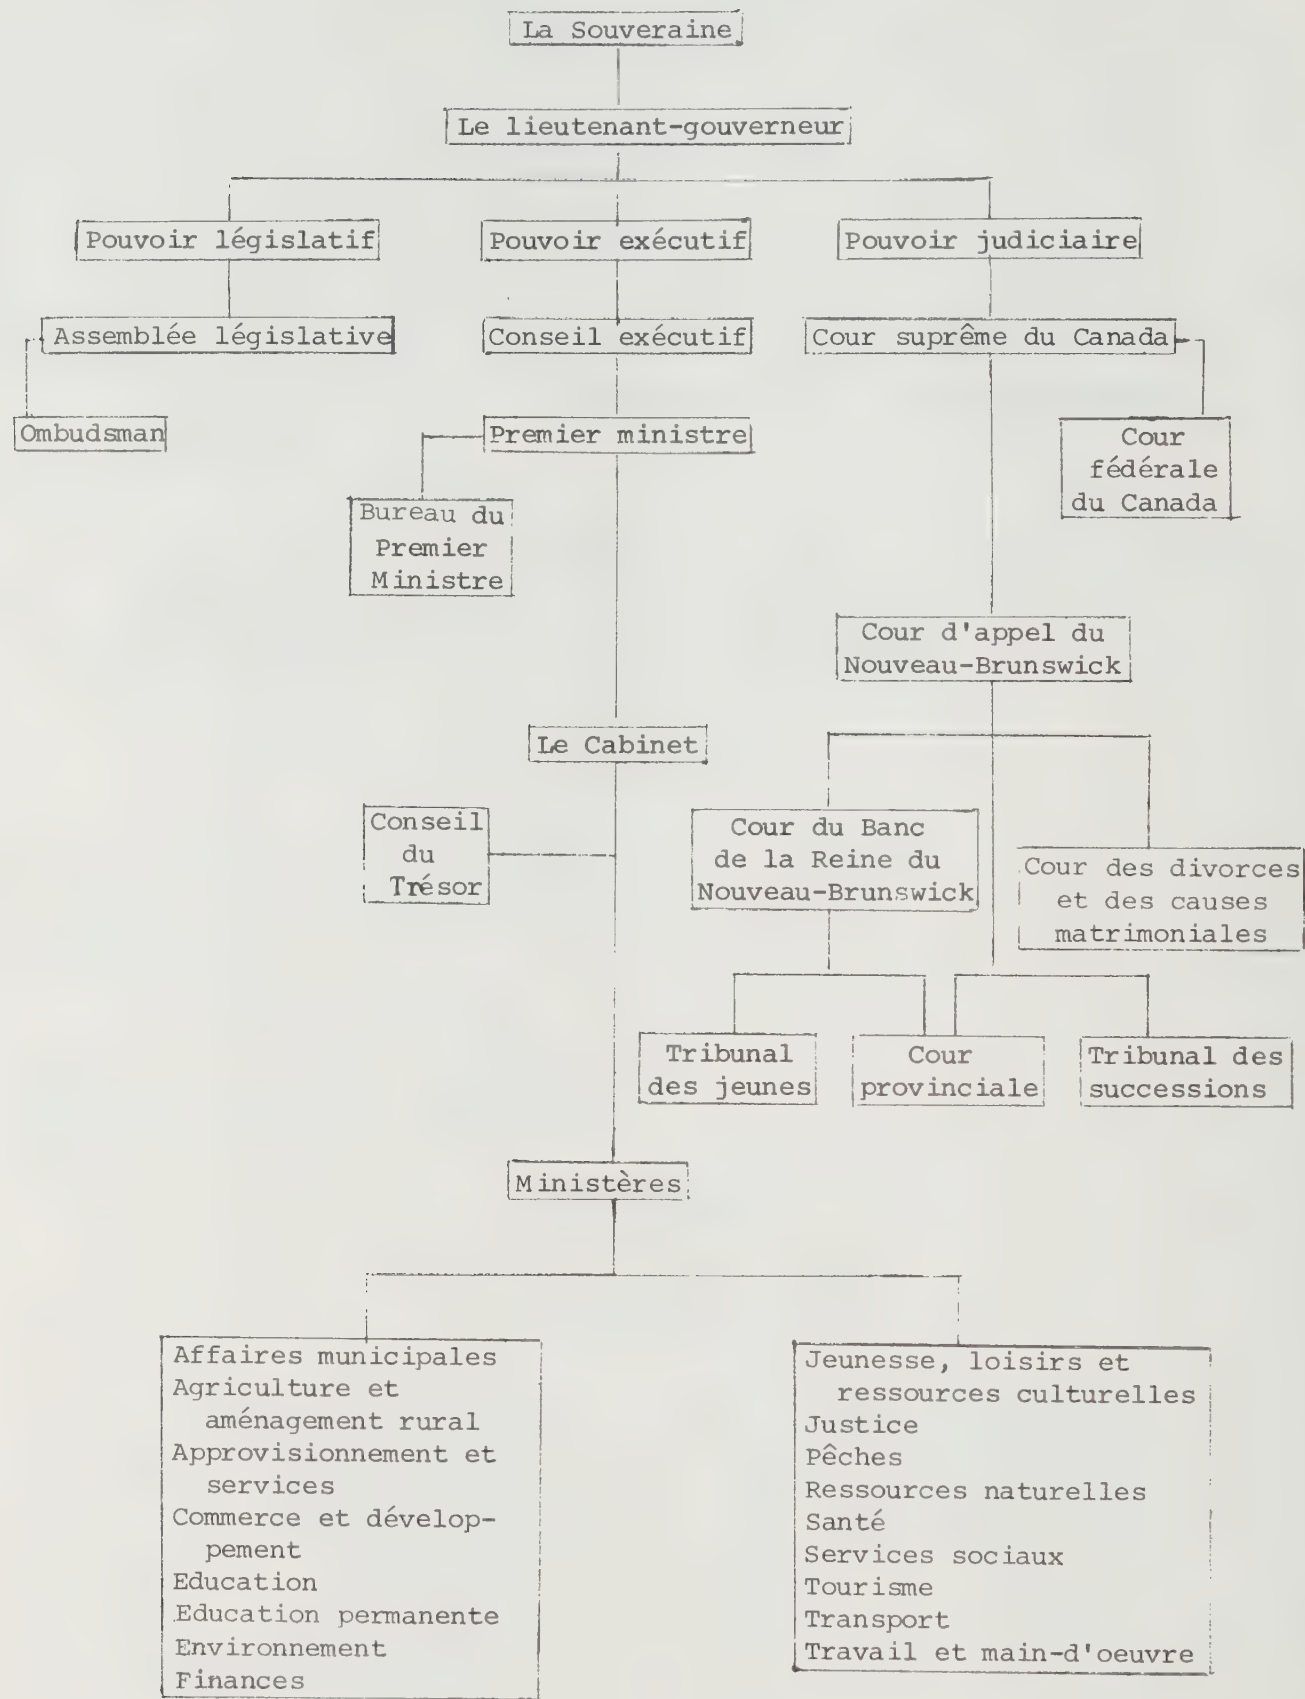 La Souveraine
Le lieutenant-gouverneur
Pouvoir législatif
Pouvoir exécutif
Pouvoir judiciaire
Assemblée législative
Conseil exécutif
Cour suprême du Canada
Ombudsman
Premier ministre
Cour
fédérale
du Canada
Bureau du
Premier
Ministre
Cour d'appel du
Nouveau-Brunswick
Le Cabinet
Conseil
du
Trésor
Cour du Banc
de la Reine du
Nouveau-Brunswick
Cour des divorces
et des causes
matrimoniales
Tribunal
des jeunes
Cour
provinciale
Tribunal des
successions
Ministères
Affaires municipales
Agriculture et
aménagement rural
Approvisionnement et
services
Commerce et dévelop-
pement
Education
Education permanente
Environnement
Finances
Jeunesse, loisirs et
ressources culturelles
Justice
Pêches
Ressources naturelles
Santé
Services sociaux
Tourisme
Transport
Travail et main-d'oeuvre